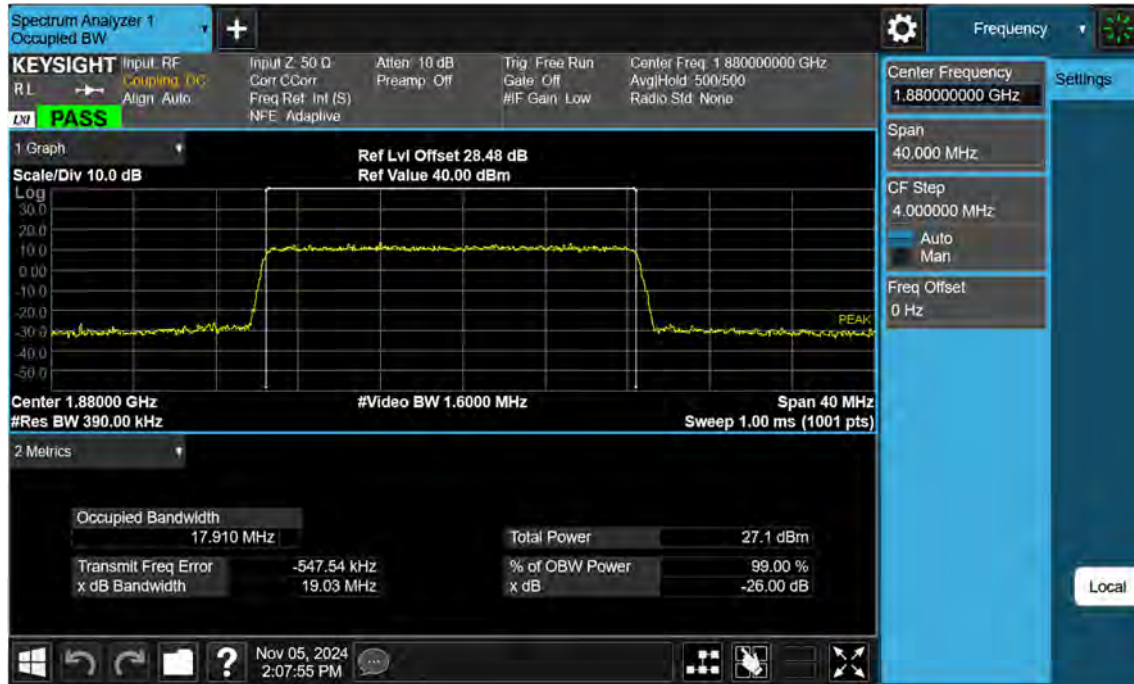 Spectrum Analyzer 1
Occupied BW
+
Frequency
KEYSIGHT
RL
LXI
PASS
Input: RF
Coupling: DC
Align: Auto
Input Z: 50 Ω
Corr CCorr
Freq Ref: Int (S)
NFE: Adaptive
Atten: 10 dB
Preamp: Off
Trig: Free Run
Gate: Off
#IF Gain: Low
Center Freq: 1.880000000 GHz
Avg|Hold: 500/500
Radio Std: None
Center Frequency
1.880000000 GHz
Settings
Span
40.000 MHz
CF Step
4.000000 MHz
Auto
Man
Freq Offset
0 Hz
Local
1 Graph
Scale/Div 10.0 dB
Ref Lvl Offset 28.48 dB
Ref Value 40.00 dBm
Log
30.0
20.0
10.0
0.00
-10.0
-20.0
-30.0
-40.0
-50.0
PEAK
Center 1.88000 GHz
#Video BW 1.6000 MHz
Span 40 MHz
#Res BW 390.00 kHz
Sweep 1.00 ms (1001 pts)
2 Metrics
Occupied Bandwidth
17.910 MHz
Total Power 27.1 dBm
Transmit Freq Error -547.54 kHz
% of OBW Power 99.00 %
x dB Bandwidth 19.03 MHz
x dB -26.00 dB
?
Nov 05, 2024
2:07:55 PM